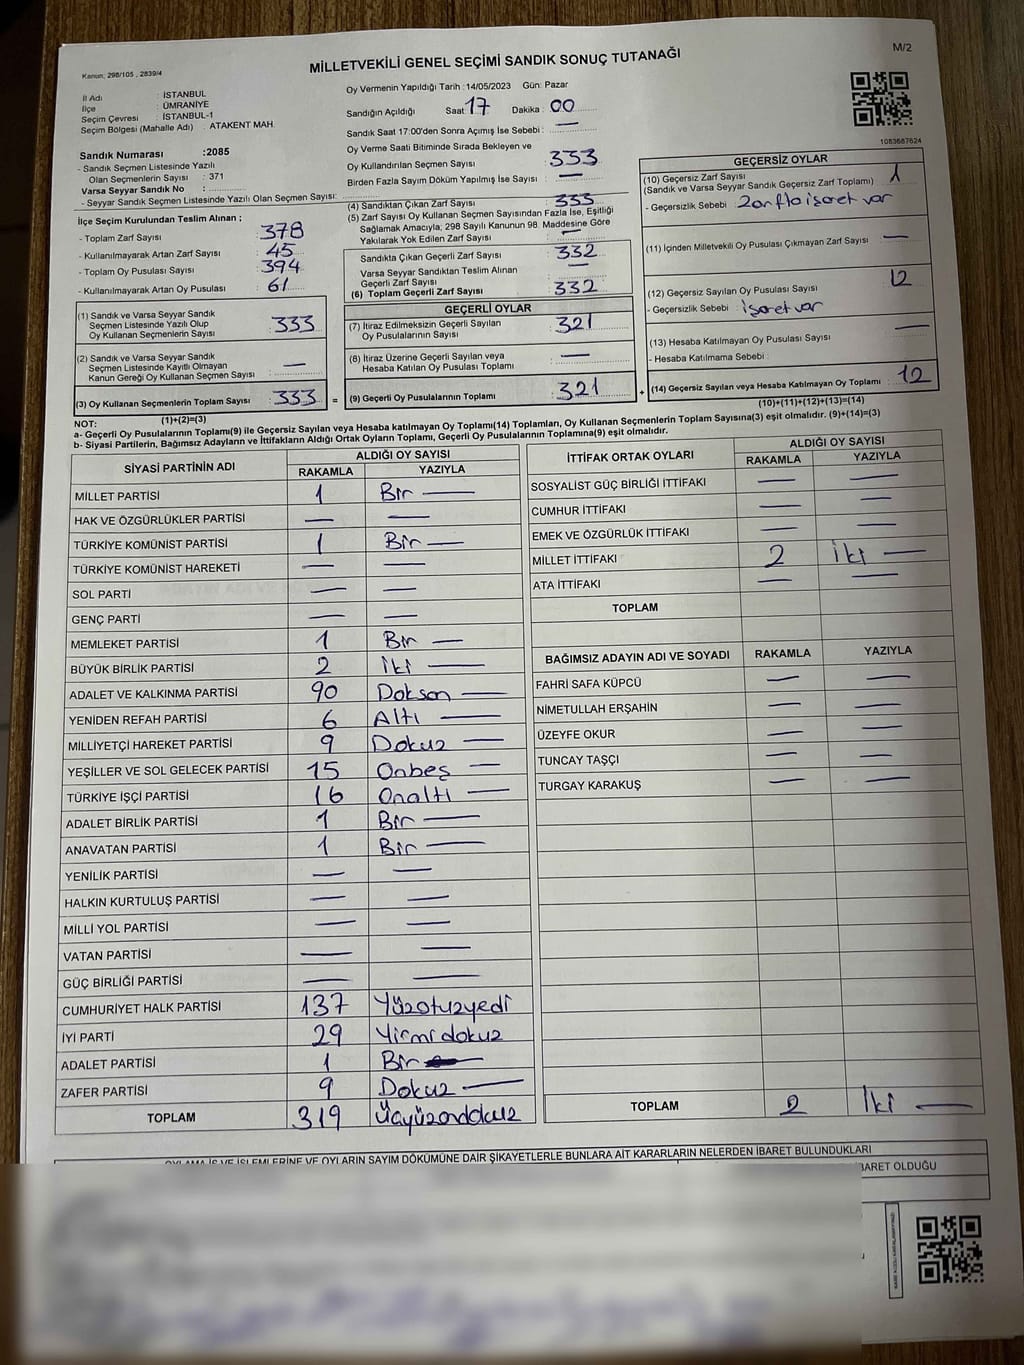 M/2
MİLLETVEKİLİ GENEL SEÇİMİ SANDIK SONUÇ TUTANAĞI
Kanun; 298/105 , 2839/4
İl Adı : İSTANBUL
İlçe : ÜMRANİYE
Seçim Çevresi : İSTANBUL-1
Seçim Bölgesi (Mahalle Adı) : ATAKENT MAH.
Sandık Numarası :2085
- Sandık Seçmen Listesinde Yazılı
Olan Seçmenlerin Sayısı : 371
Varsa Seyyar Sandık No :
- Seyyar Sandık Seçmen Listesinde Yazılı Olan Seçmen Sayısı:
İlçe Seçim Kurulundan Teslim Alınan ;
- Toplam Zarf Sayısı : 378
- Kullanılmayarak Artan Zarf Sayısı : 45
- Toplam Oy Pusulası Sayısı : 394
- Kullanılmayarak Artan Oy Pusulası : 61
(1) Sandık ve Varsa Seyyar Sandık
Seçmen Listesinde Yazılı Olup
Oy Kullanan Seçmenlerin Sayısı : 333
(2) Sandık ve Varsa Seyyar Sandık
Seçmen Listesinde Kayıtlı Olmayan
Kanun Gereği Oy Kullanan Seçmen Sayısı : —
(3) Oy Kullanan Seçmenlerin Toplam Sayısı : 333 =
(1)+(2)=(3)
Oy Vermenin Yapıldığı Tarih : 14/05/2023 Gün: Pazar
Sandığın Açıldığı Saat 17 Dakika : 00
Sandık Saat 17:00'den Sonra Açımış İse Sebebi : —
Oy Verme Saati Bitiminde Sırada Bekleyen ve
Oy Kullandırılan Seçmen Sayısı : 333
Birden Fazla Sayım Döküm Yapılmış İse Sayısı : —
(4) Sandıktan Çıkan Zarf Sayısı : 333
(5) Zarf Sayısı Oy Kullanan Seçmen Sayısından Fazla İse, Eşitliği
Sağlamak Amacıyla; 298 Sayılı Kanunun 98. Maddesine Göre
Yakılarak Yok Edilen Zarf Sayısı : —
Sandıkta Çıkan Geçerli Zarf Sayısı : 332
Varsa Seyyar Sandıktan Teslim Alınan
Geçerli Zarf Sayısı : —
(6) Toplam Geçerli Zarf Sayısı : 332
GEÇERLİ OYLAR
(7) İtiraz Edilmeksizin Geçerli Sayılan
Oy Pusulalarının Sayısı : 321
(8) İtiraz Üzerine Geçerli Sayılan veya
Hesaba Katılan Oy Pusulası Toplamı : —
(9) Geçerli Oy Pusulalarının Toplamı : 321 +
1083687624
GEÇERSİZ OYLAR
(10) Geçersiz Zarf Sayısı : 1
(Sandık ve Varsa Seyyar Sandık Geçersiz Zarf Toplamı)
- Geçersizlik Sebebi : Zarfta işaret var
(11) İçinden Milletvekili Oy Pusulası Çıkmayan Zarf Sayısı : —
(12) Geçersiz Sayılan Oy Pusulası Sayısı : 12
- Geçersizlik Sebebi : işaret var
(13) Hesaba Katılmayan Oy Pusulası Sayısı : —
- Hesaba Katılmama Sebebi :
(14) Geçersiz Sayılan veya Hesaba Katılmayan Oy Toplamı : 12
(10)+(11)+(12)+(13)=(14)
NOT:
a- Geçerli Oy Pusulalarının Toplamı(9) ile Geçersiz Sayılan veya Hesaba katılmayan Oy Toplamı(14) Toplamları, Oy Kullanan Seçmenlerin Toplam Sayısına(3) eşit olmalıdır. (9)+(14)=(3)
b- Siyasi Partilerin, Bağımsız Adayların ve İttifakların Aldığı Ortak Oyların Toplamı, Geçerli Oy Pusulalarının Toplamına(9) eşit olmalıdır.
SİYASİ PARTİNİN ADI ALDIĞI OY SAYISI
RAKAMLA YAZIYLA
MİLLET PARTİSİ 1 Bir —
HAK VE ÖZGÜRLÜKLER PARTİSİ — —
TÜRKİYE KOMÜNİST PARTİSİ 1 Bir —
TÜRKİYE KOMÜNİST HAREKETİ — —
SOL PARTİ — —
GENÇ PARTİ — —
MEMLEKET PARTİSİ 1 Bir —
BÜYÜK BİRLİK PARTİSİ 2 iki —
ADALET VE KALKINMA PARTİSİ 90 Doksan —
YENİDEN REFAH PARTİSİ 6 Altı —
MİLLİYETÇİ HAREKET PARTİSİ 9 Dokuz —
YEŞİLLER VE SOL GELECEK PARTİSİ 15 Onbeş —
TÜRKİYE İŞÇİ PARTİSİ 16 Onaltı —
ADALET BİRLİK PARTİSİ 1 Bir —
ANAVATAN PARTİSİ 1 Bir —
YENİLİK PARTİSİ — —
HALKIN KURTULUŞ PARTİSİ — —
MİLLİ YOL PARTİSİ — —
VATAN PARTİSİ — —
GÜÇ BİRLİĞİ PARTİSİ — —
CUMHURİYET HALK PARTİSİ 137 Yüzotuzyedi
İYİ PARTİ 29 Yirmidokuz
ADALET PARTİSİ 1 Bir —
ZAFER PARTİSİ 9 Dokuz —
TOPLAM 319
İTTİFAK ORTAK OYLARI ALDIĞI OY SAYISI
RAKAMLA YAZIYLA
SOSYALİST GÜÇ BİRLİĞİ İTTİFAKI — —
CUMHUR İTTİFAKI — —
EMEK VE ÖZGÜRLÜK İTTİFAKI — —
MİLLET İTTİFAKI 2 İki —
ATA İTTİFAKI — —
TOPLAM
BAĞIMSIZ ADAYIN ADI VE SOYADI RAKAMLA YAZIYLA
FAHRİ SAFA KÜPCÜ — —
NİMETULLAH ERŞAHİN — —
ÜZEYFE OKUR — —
TUNCAY TAŞÇI — —
TURGAY KARAKUŞ — —
TOPLAM 2 İki —
OYLAMA İŞ VE İŞLEMLERİNE VE OYLARIN SAYIM DÖKÜMÜNE DAİR ŞİKAYETLERLE BUNLARA AİT KARARLARIN NELERDEN İBARET BULUNDUKLARI
İBARET OLDUĞU